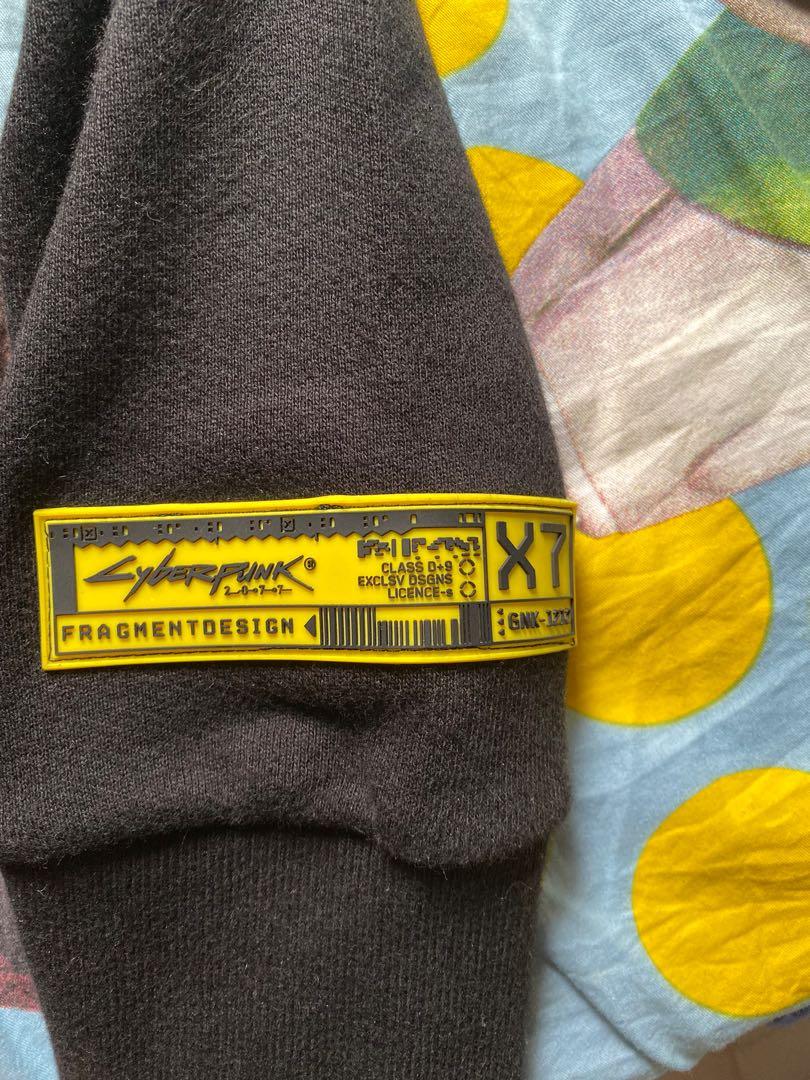 Cyberpunk
2077
CLASS D+9
EXCLSV DSGNS
LICENCE-s
X7
FRAGMENTDESIGN